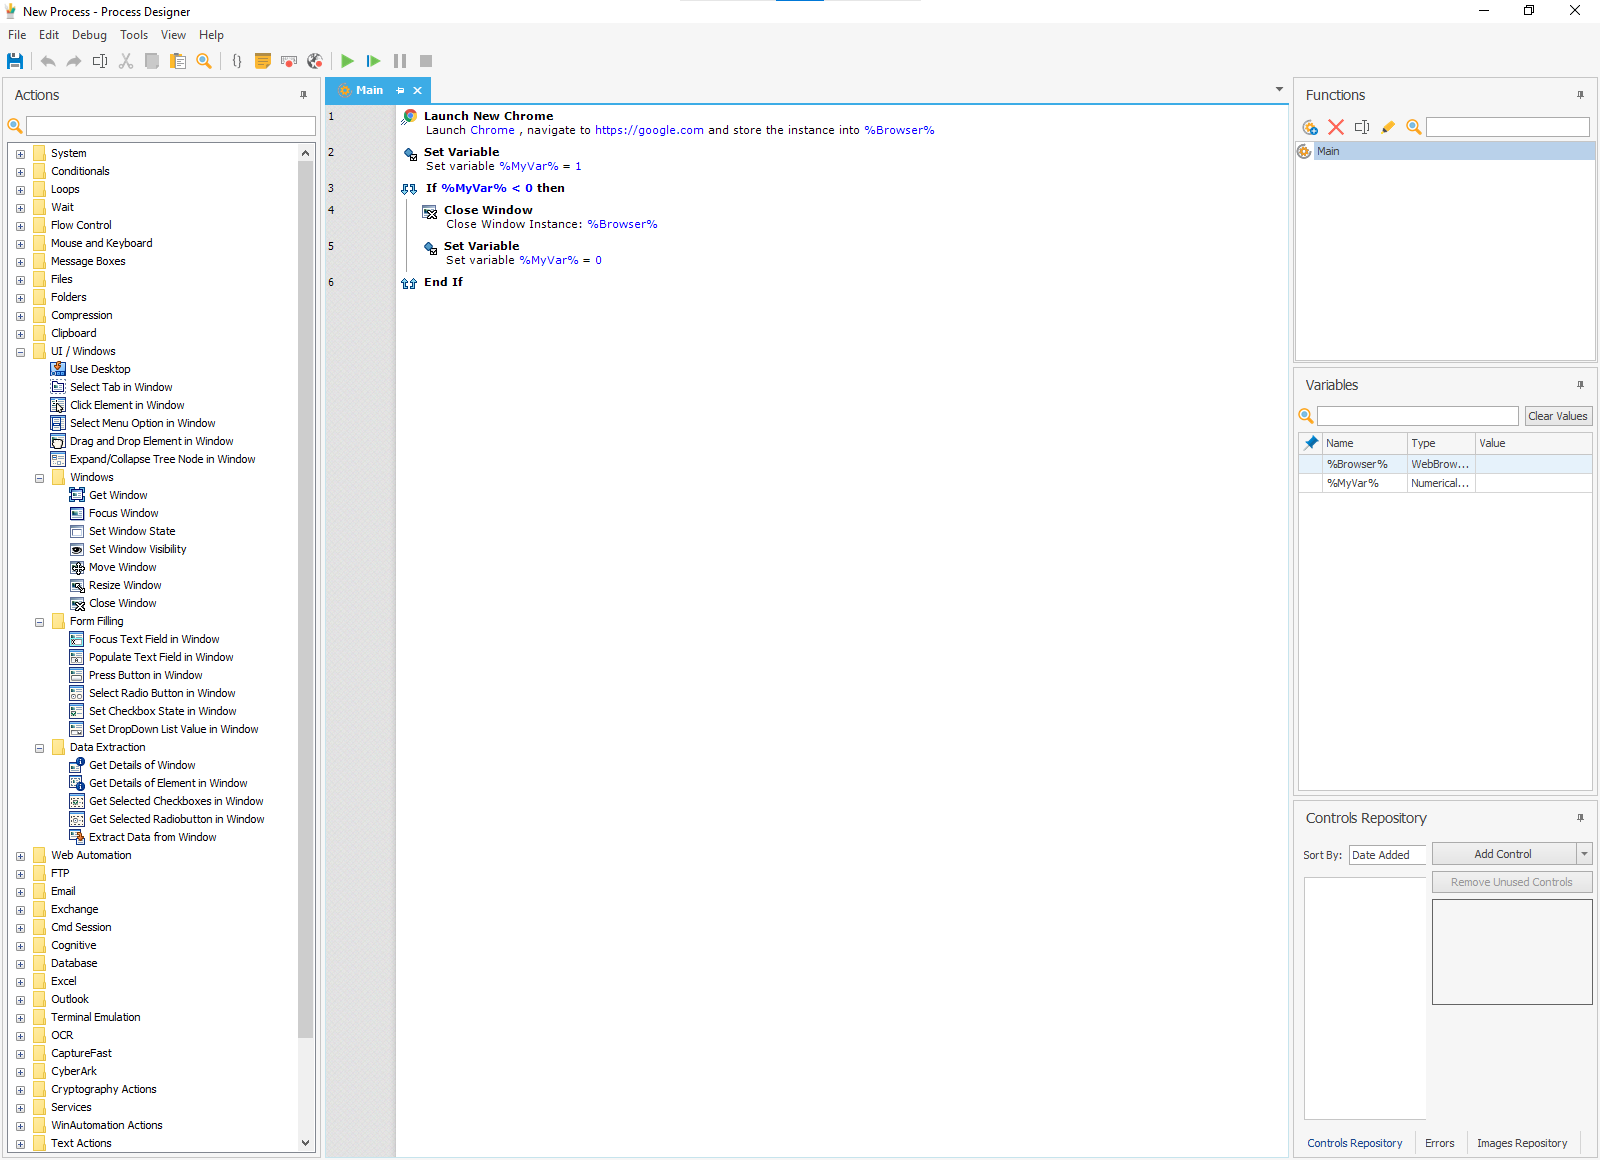 New Process - Process Designer
File Edit Debug Tools View Help
Actions
System
Conditionals
Loops
Wait
Flow Control
Mouse and Keyboard
Message Boxes
Files
Folders
Compression
Clipboard
UI / Windows
Use Desktop
Select Tab in Window
Click Element in Window
Select Menu Option in Window
Drag and Drop Element in Window
Expand/Collapse Tree Node in Window
Windows
Get Window
Focus Window
Set Window State
Set Window Visibility
Move Window
Resize Window
Close Window
Form Filling
Focus Text Field in Window
Populate Text Field in Window
Press Button in Window
Select Radio Button in Window
Set Checkbox State in Window
Set DropDown List Value in Window
Data Extraction
Get Details of Window
Get Details of Element in Window
Get Selected Checkboxes in Window
Get Selected Radiobutton in Window
Extract Data from Window
Web Automation
FTP
Email
Exchange
Cmd Session
Cognitive
Database
Excel
Outlook
Terminal Emulation
OCR
CaptureFast
CyberArk
Cryptography Actions
Services
WinAutomation Actions
Text Actions
Main
1 Launch New Chrome
Launch Chrome , navigate to https://google.com and store the instance into %Browser%
2 Set Variable
Set variable %MyVar% = 1
3 If %MyVar% < 0 then
4 Close Window
Close Window Instance: %Browser%
5 Set Variable
Set variable %MyVar% = 0
6 End If
Functions
Main
Variables
Clear Values
Name Type Value
%Browser% WebBrow...
%MyVar% Numerical...
Controls Repository
Sort By: Date Added Add Control
Remove Unused Controls
Controls Repository Errors Images Repository